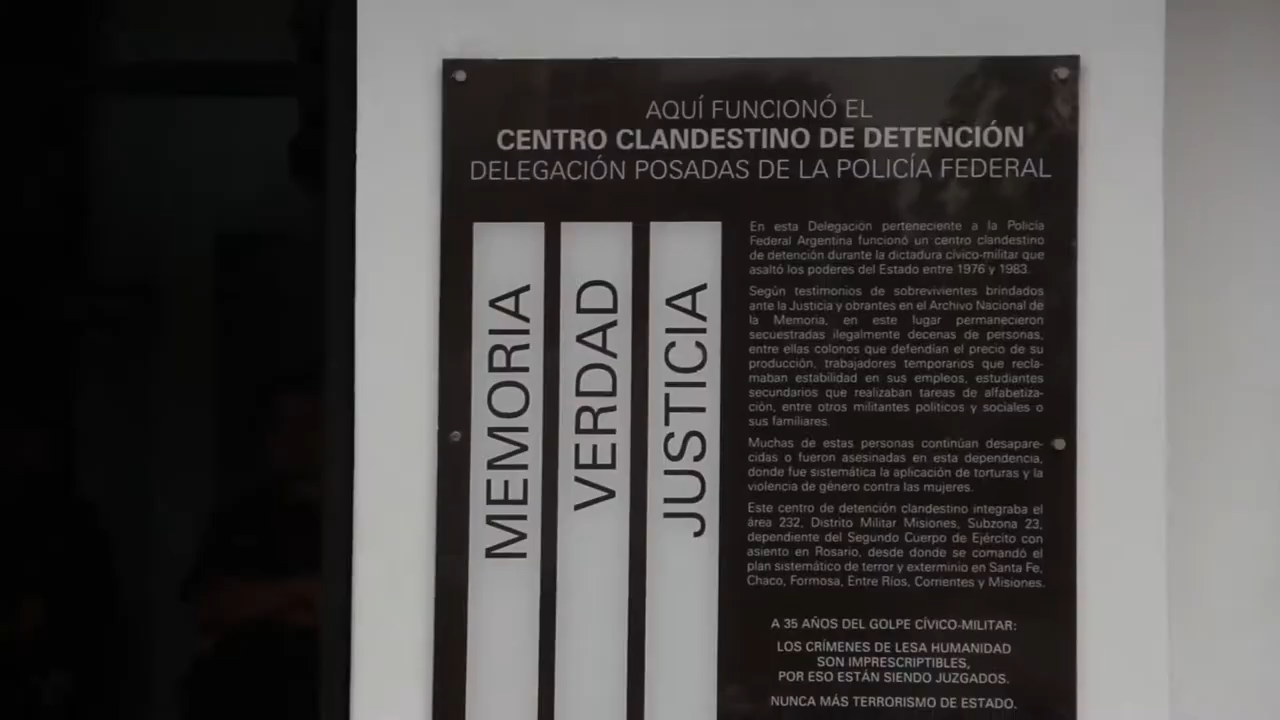 AQUÍ FUNCIONÓ EL
CENTRO CLANDESTINO DE DETENCIÓN
DELEGACIÓN POSADAS DE LA POLICÍA FEDERAL
MEMORIA
VERDAD
JUSTICIA
En esta Delegación perteneciente a la Policía
Federal Argentina funcionó un centro clandestino
de detención durante la dictadura cívico-militar que
asaltó los poderes del Estado entre 1976 y 1983.
Según testimonios de sobrevivientes brindados
ante la Justicia y obrantes en el Archivo Nacional de
la Memoria, en este lugar permanecieron
secuestradas ilegalmente decenas de personas,
entre ellas colonos que defendían el precio de su
producción, trabajadores temporarios que recla-
maban estabilidad en sus empleos, estudiantes
secundarios que realizaban tareas de alfabetiza-
ción, entre otros militantes políticos y sociales o
sus familiares.
Muchas de estas personas continúan desapare-
cidas o fueron asesinadas en esta dependencia,
donde fue sistemática la aplicación de torturas y la
violencia de género contra las mujeres.
Este centro de detención clandestino integraba el
área 232, Distrito Militar Misiones, Subzona 23,
dependiente del Segundo Cuerpo de Ejército con
asiento en Rosario, desde donde se comandó el
plan sistemático de terror y exterminio en Santa Fe,
Chaco, Formosa, Entre Ríos, Corrientes y Misiones.
A 35 AÑOS DEL GOLPE CÍVICO-MILITAR:
LOS CRÍMENES DE LESA HUMANIDAD
SON IMPRESCRIPTIBLES,
POR ESO ESTÁN SIENDO JUZGADOS.
NUNCA MÁS TERRORISMO DE ESTADO.